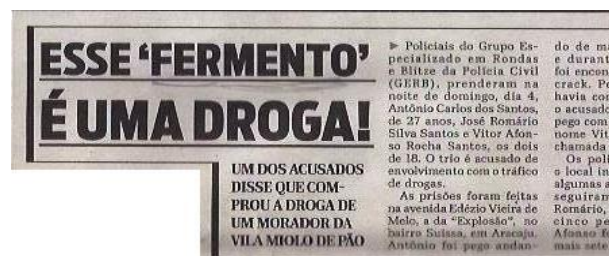 ESSE 'FERMENTO'
É UMA DROGA!
UM DOS ACUSADOS
DISSE QUE COM-
PROU A DROGA DE
UM MORADOR DA
VILA MIOLO DE PÃO
▶ Policiais do Grupo Es-
pecializado em Rondas
e Blitze da Polícia Civil
(GERB), prenderam na
noite de domingo, dia 4,
Antônio Carlos dos Santos,
de 27 anos, José Romário
Silva Santos e Vitor Afon-
so Rocha Santos, os dois
de 18. O trio é acusado de
envolvimento com o tráfico
de drogas.
As prisões foram feitas
na avenida Edézio Vieira de
Melo, a da "Explosão", no
bairro Suissa, em Aracaju.
Antônio foi pego andan-
do de
e durant
foi encon
crack. Po
havia co
o acusado
pego com
nome Vit
chamada
Os poli
o local in
algumas a
seguiram
Romário,
cinco pe
Afonso fo
mais sete